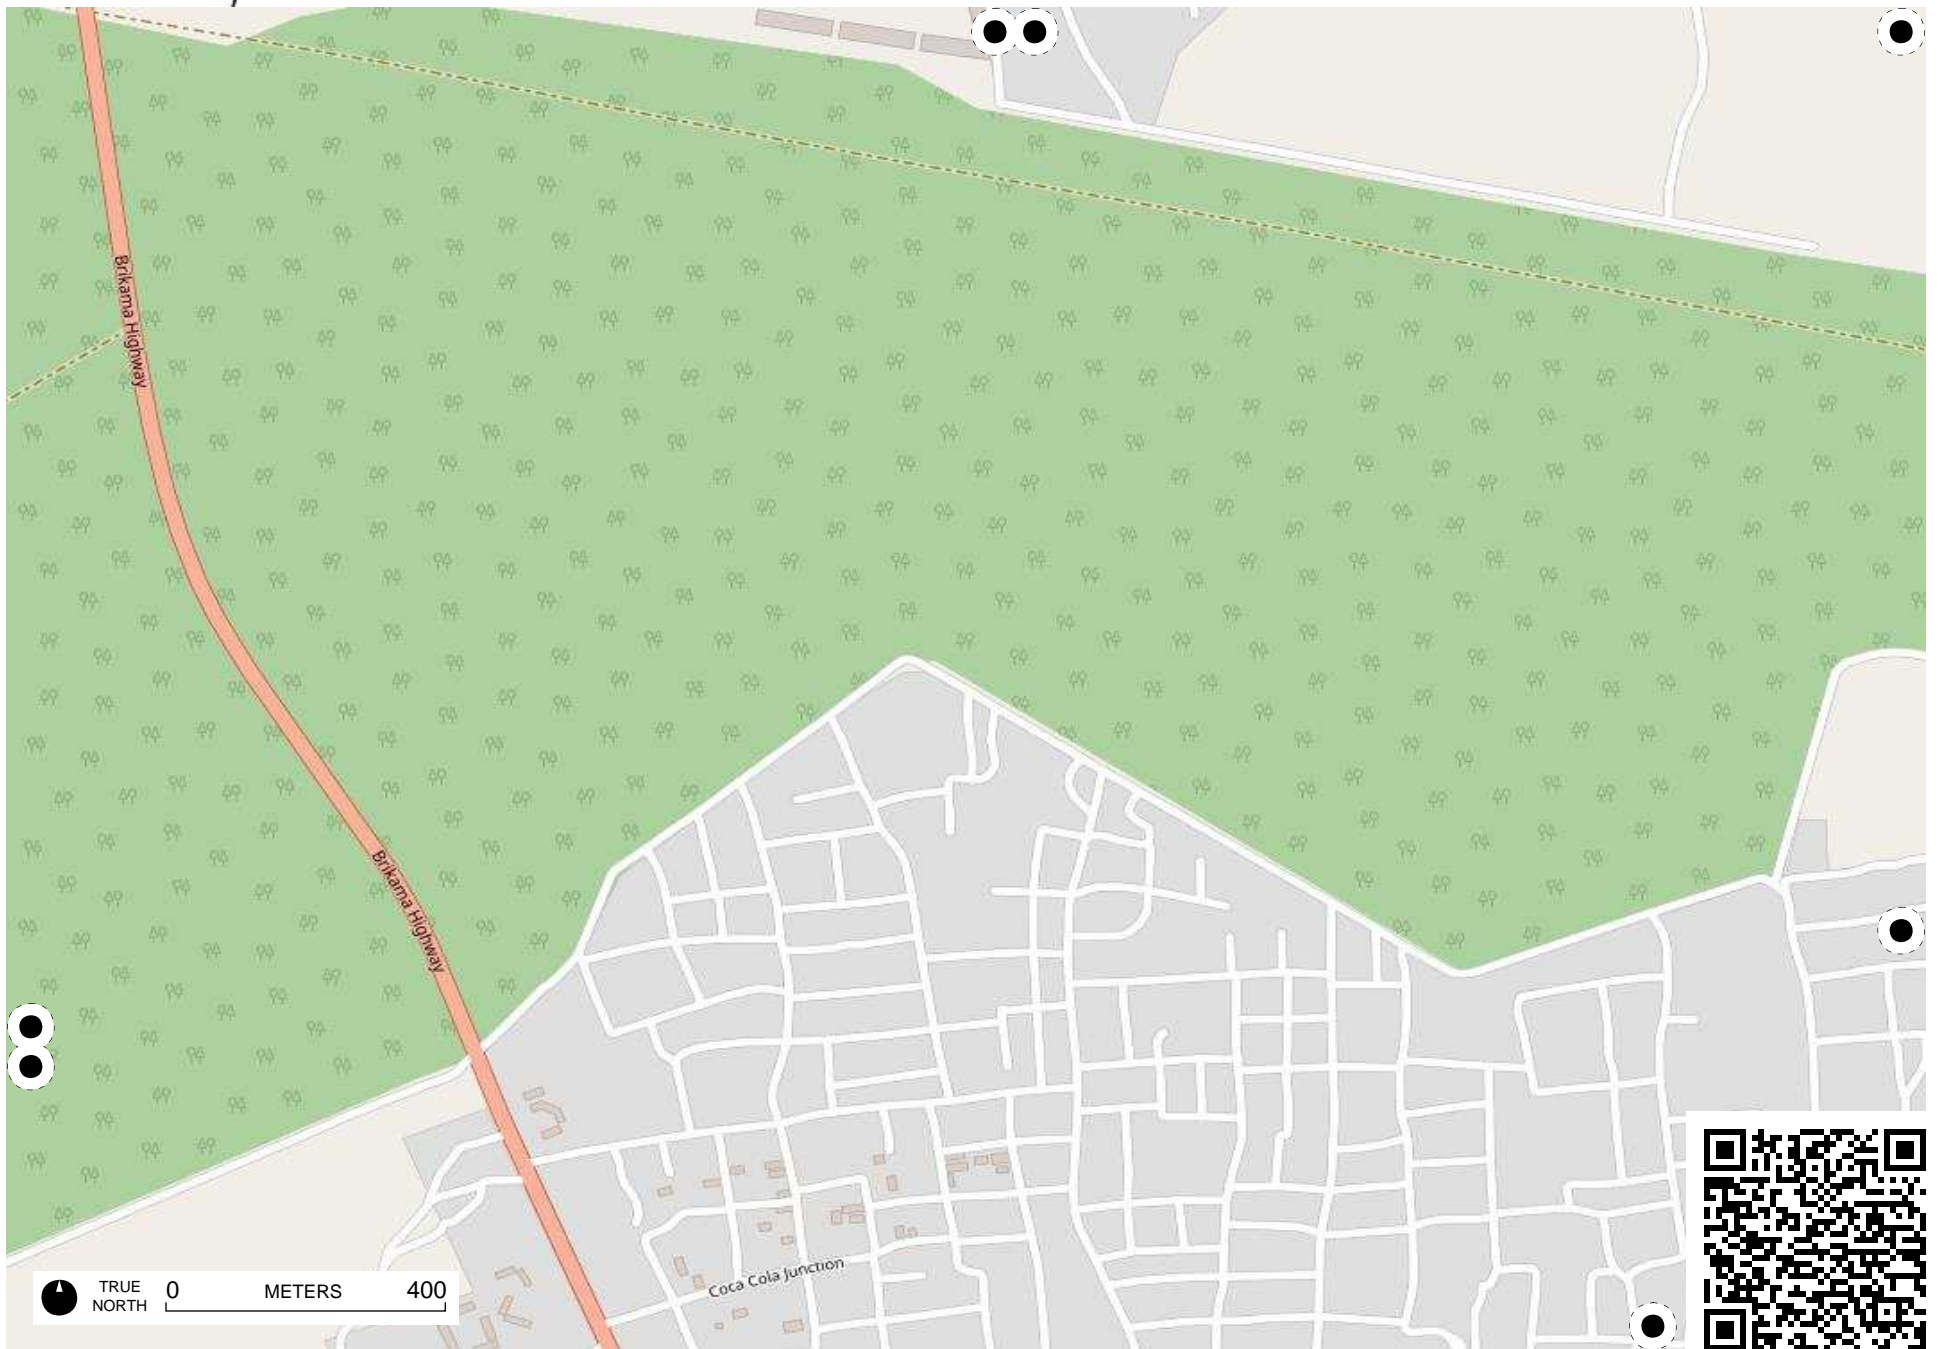 Brikama Highway
Brikama Highway
Coca Cola Junction
TRUE NORTH
0 METERS 400